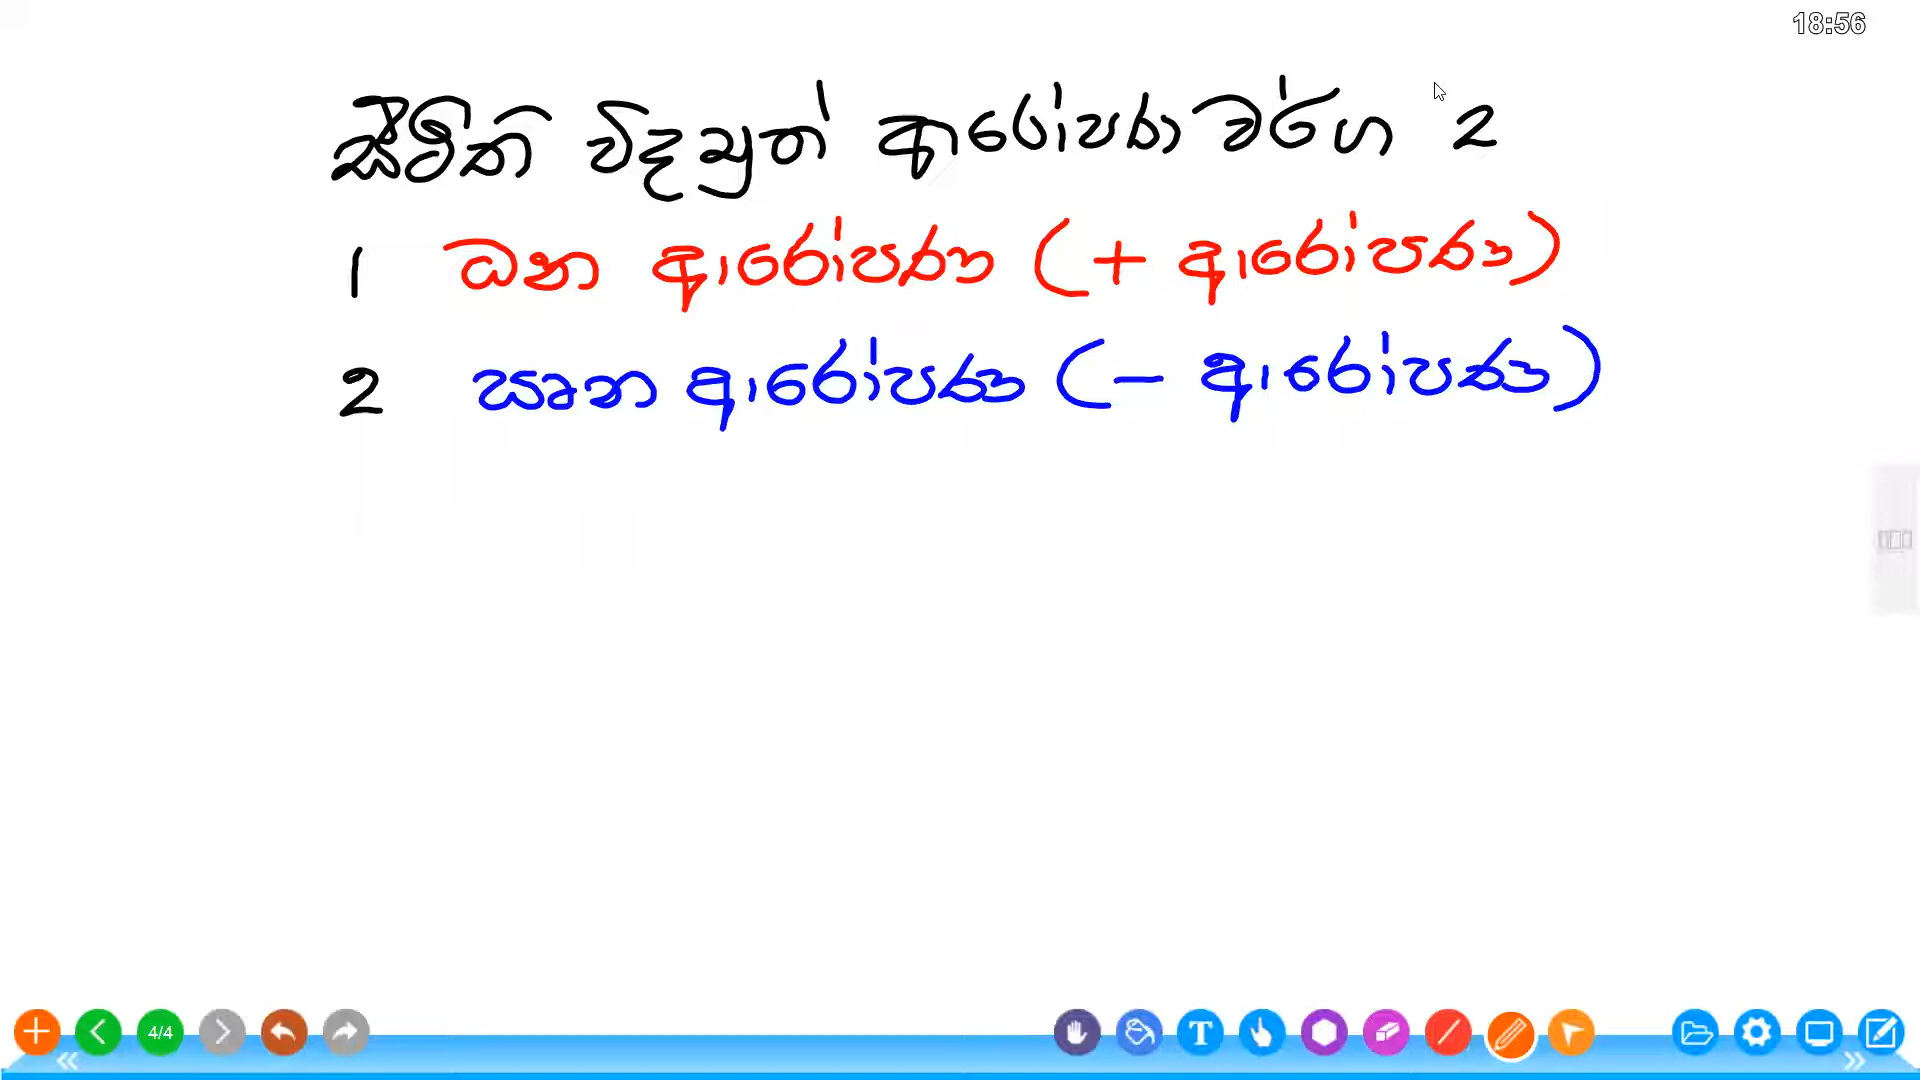 18:56
ස්ථිති විද්‍යුත් ආරෝපණ වර්ග 2
1 ධන ආරෝපණ (+ ආරෝපණ)
2 සෘන ආරෝපණ (– ආරෝපණ)
4/4
T